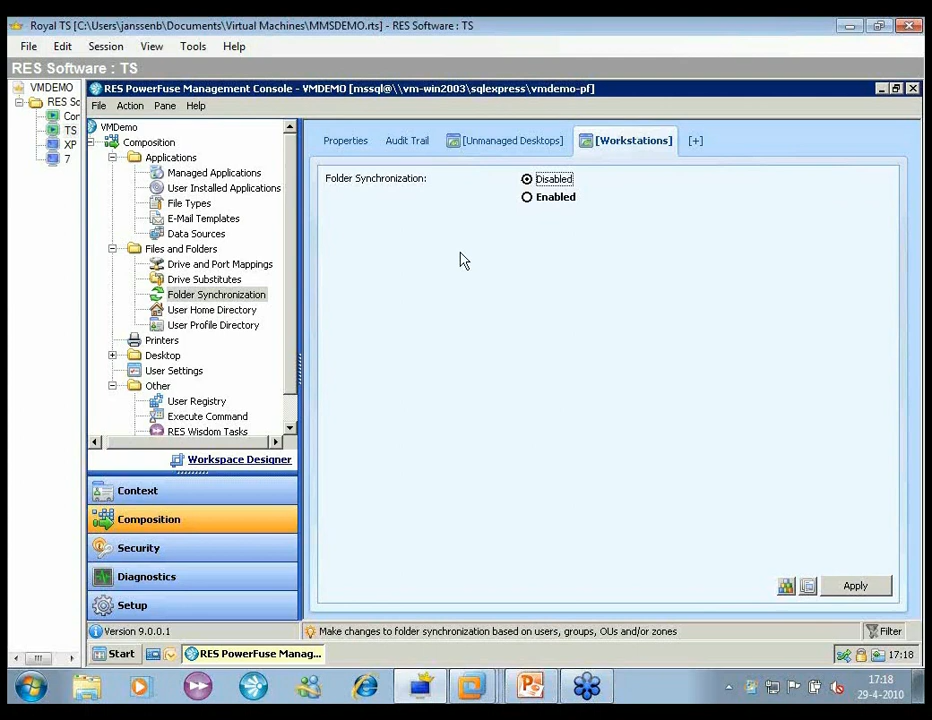 Royal TS [C:\Users\janssenb\Documents\Virtual Machines\MMSDEMO.rts] - RES Software : TS
File Edit Session View Tools Help
RES Software : TS
VMDEMO
RES Sc
Cor
TS
XP
7
RES PowerFuse Management Console - VMDEMO [mssql@\\vm-win2003\sqlexpress\vmdemo-pf]
File Action Pane Help
VMDemo
Composition
Applications
Managed Applications
User Installed Applications
File Types
E-Mail Templates
Data Sources
Files and Folders
Drive and Port Mappings
Drive Substitutes
Folder Synchronization
User Home Directory
User Profile Directory
Printers
Desktop
User Settings
Other
User Registry
Execute Command
RES Wisdom Tasks
Workspace Designer
Context
Composition
Security
Diagnostics
Setup
Properties Audit Trail [Unmanaged Desktops] [Workstations] [+]
Folder Synchronization: Disabled
Enabled
Apply
Version 9.0.0.1 Make changes to folder synchronization based on users, groups, OUs and/or zones Filter
Start RES PowerFuse Manag... 17:18
17:18
29-4-2010